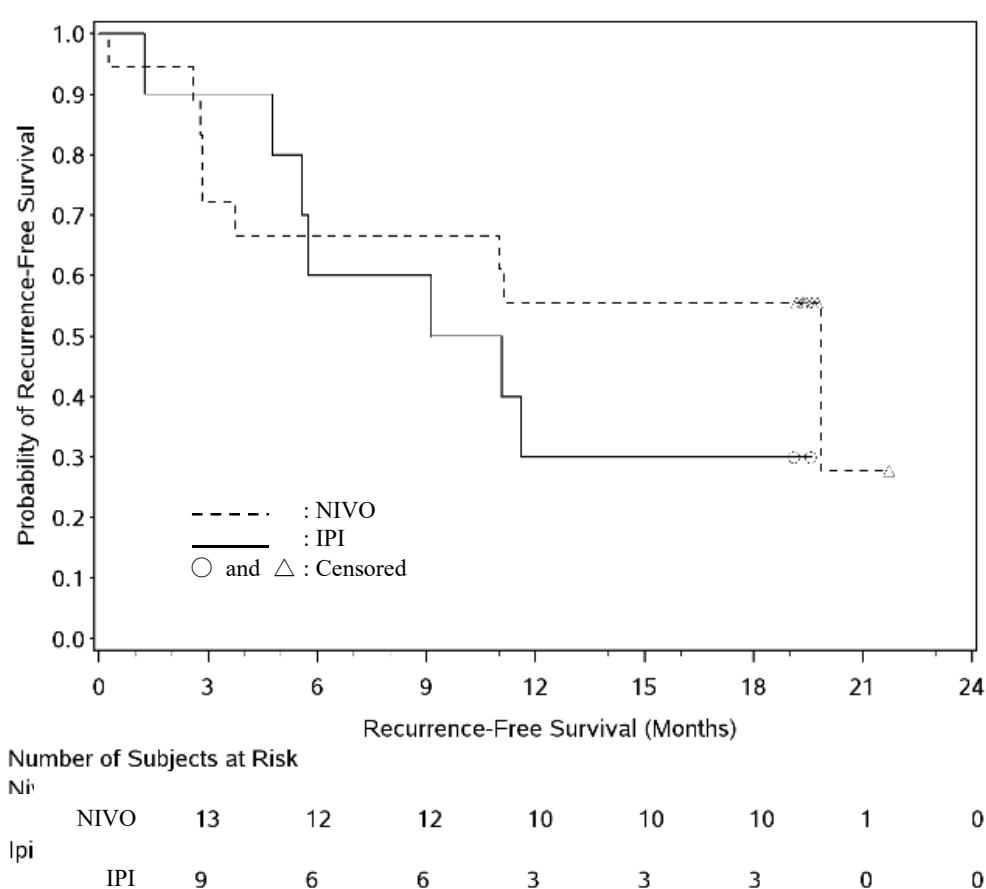 Probability of Recurrence-Free Survival
1.0
0.9
0.8
0.7
0.6
0.5
0.4
0.3
0.2
0.1
0.0
: NIVO
: IPI
and : Censored
0 3 6 9 12 15 18 21 24
Recurrence-Free Survival (Months)
Number of Subjects at Risk
NIVO 13 12 12 10 10 10 1 0
Ipi
IPI 9 6 6 3 3 3 0 0